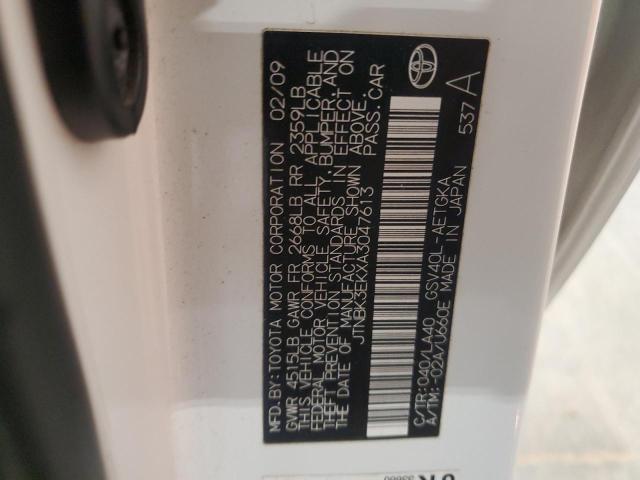 MFD. BY: TOYOTA MOTOR CORPORATION 02/09
GVWR 4515LB GAWR FR 2668LB RR 2359LB
THIS VEHICLE CONFORMS TO ALL APPLICABLE
FEDERAL MOTOR VEHICLE SAFETY, BUMPER, AND
THEFT PREVENTION STANDARDS IN EFFECT ON
THE DATE OF MANUFACTURE SHOWN ABOVE.
JTNBK3EKXA3047613 PASS. CAR
C/TR: 040/LA40 GSV40L-AETGKA
A/TM: -02A/U660E MADE IN JAPAN 537 A